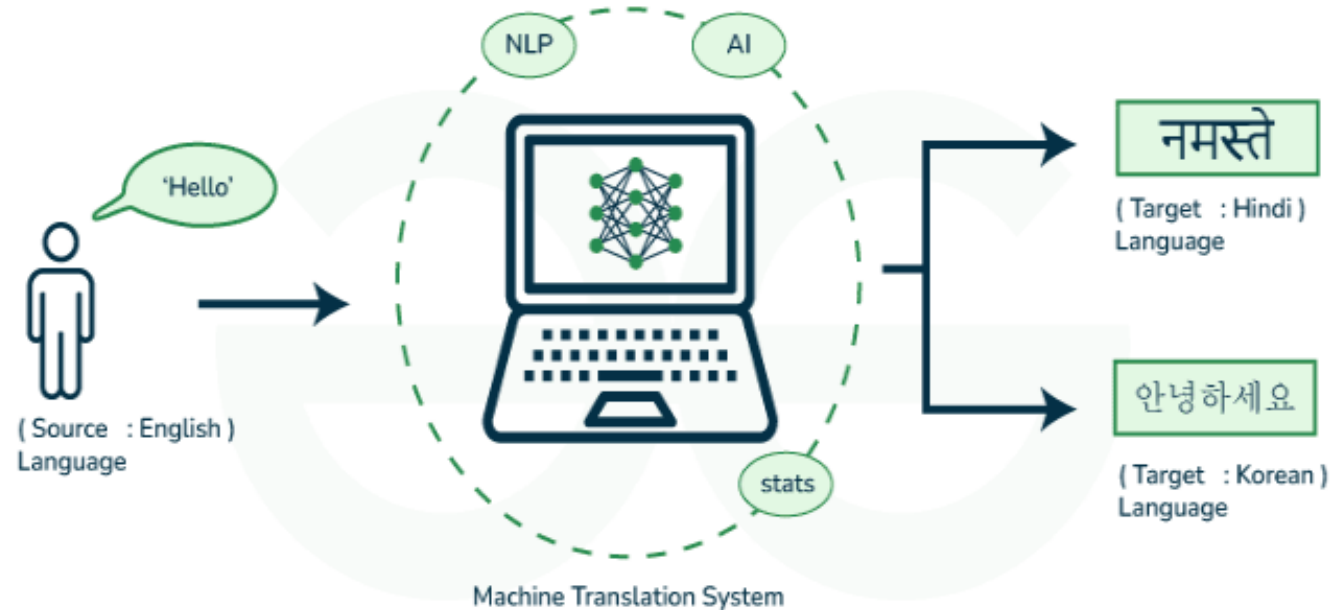 NLP
AI
‘Hello’
( Source : English )
Language
stats
Machine Translation System
नमस्ते
( Target : Hindi )
Language
안녕하세요
( Target : Korean )
Language